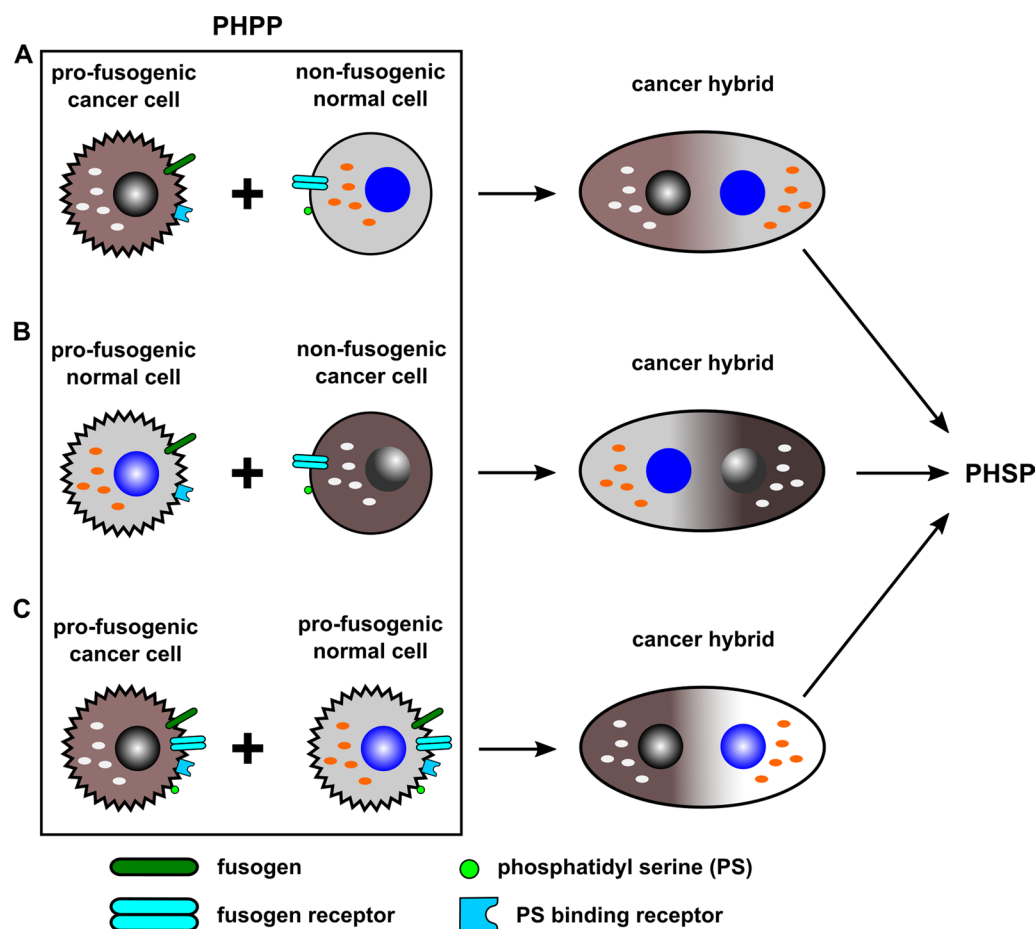 PHPP
A
pro-fusogenic
cancer cell
non-fusogenic
normal cell
cancer hybrid
B
pro-fusogenic
normal cell
non-fusogenic
cancer cell
cancer hybrid
PHSP
C
pro-fusogenic
cancer cell
pro-fusogenic
normal cell
cancer hybrid
fusogen
phosphatidyl serine (PS)
fusogen receptor
PS binding receptor